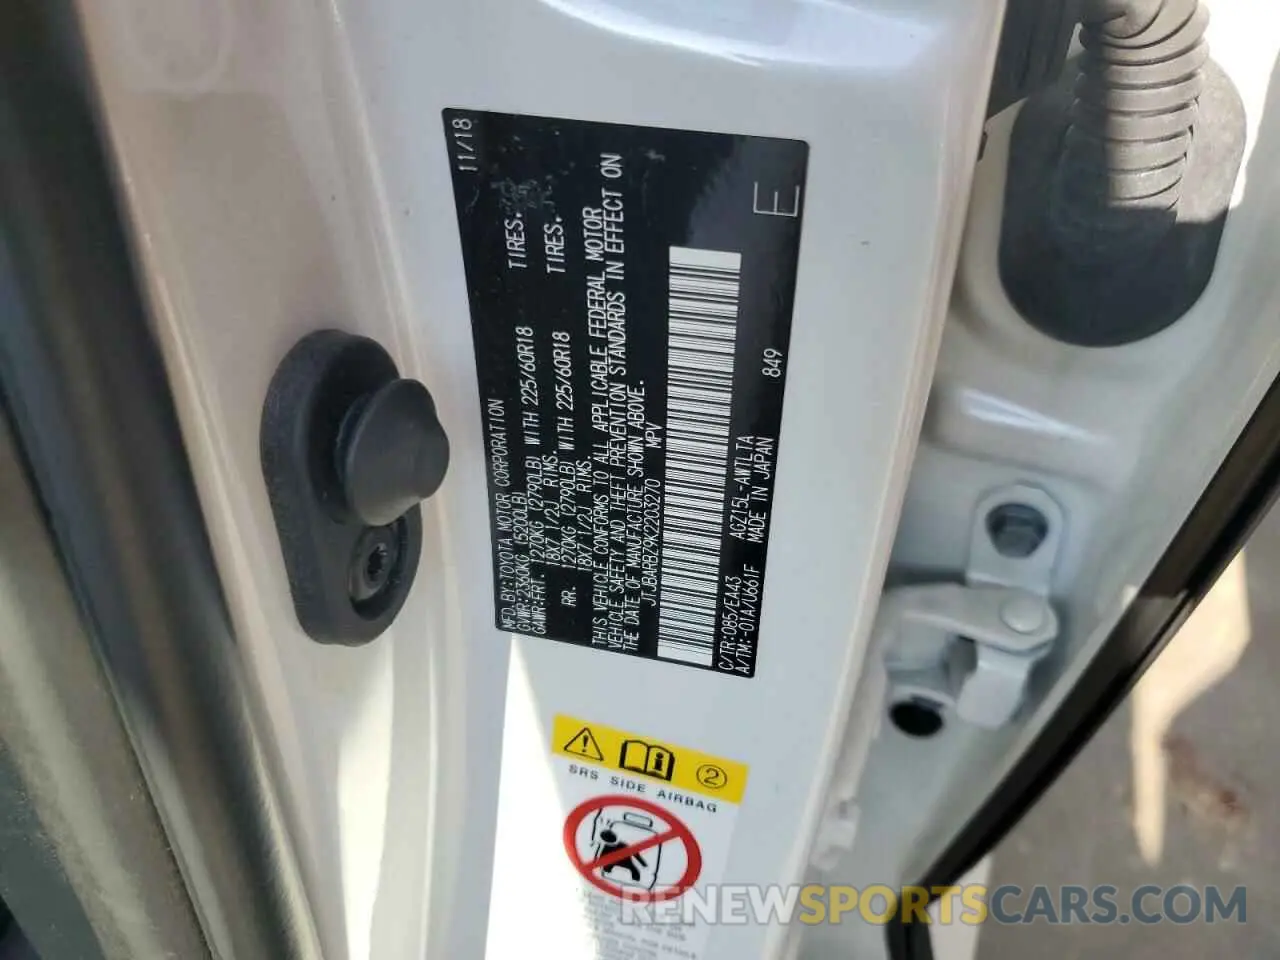 MFD.BY:TOYOTA MOTOR CORPORATION 11/18
GVWR:2360KG (5200LB)
GAWR:FRT. 1270KG (2790LB) WITH 225/60R18 TIRES.
18X7 1/2J RIMS.
RR. 1270KG (2790LB) WITH 225/60R18 TIRES.
18X7 1/2J RIMS.
THIS VEHICLE CONFORMS TO ALL APPLICABLE FEDERAL MOTOR
VEHICLE SAFETY AND THEFT PREVENTION STANDARDS IN EFFECT ON
THE DATE OF MANUFACTURE SHOWN ABOVE.
JTJBARBZ9K2203270 MPV
C/TR:085/EA43 AGZ15L-AWTLTA 849 E
A/TM:-01A/U661F MADE IN JAPAN
2
SRS SIDE AIRBAG
RENEWSPORTSCARS.COM